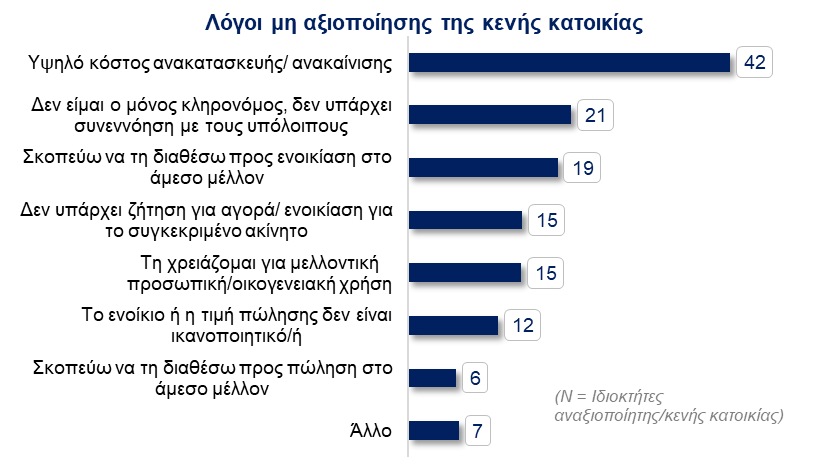 Λόγοι μη αξιοποίησης της κενής κατοικίας
Υψηλό κόστος ανακατασκευής/ ανακαίνισης
42
Δεν είμαι ο μόνος κληρονόμος, δεν υπάρχει
συνεννόηση με τους υπόλοιπους
21
Σκοπεύω να τη διαθέσω προς ενοικίαση στο
άμεσο μέλλον
19
Δεν υπάρχει ζήτηση για αγορά/ ενοικίαση για
το συγκεκριμένο ακίνητο
15
Τη χρειάζομαι για μελλοντική
προσωπική/οικογενειακή χρήση
15
Το ενοίκιο ή η τιμή πώλησης δεν είναι
ικανοποιητικό/ή
12
Σκοπεύω να τη διαθέσω προς πώληση στο
άμεσο μέλλον
6
Άλλο
7
(Ν = Ιδιοκτήτες
αναξιοποίητης/κενής κατοικίας)